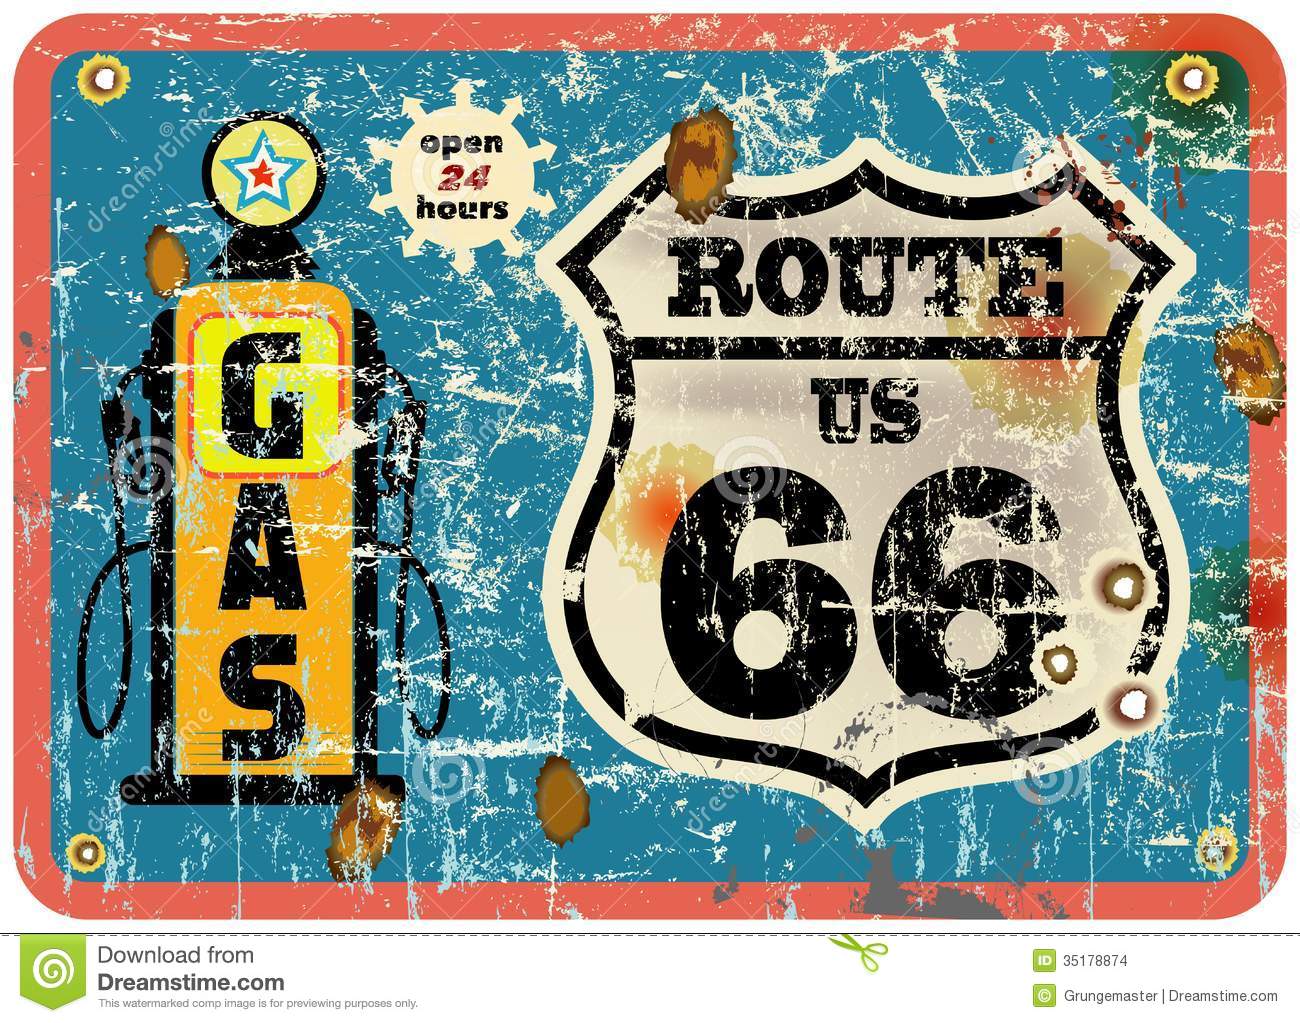 open
24
hours
G
A
S
ROUTE
US
66
dreamstime
Download from
Dreamstime.com
This watermarked comp image is for previewing purposes only.
ID 35178874
© Grungemaster | Dreamstime.com